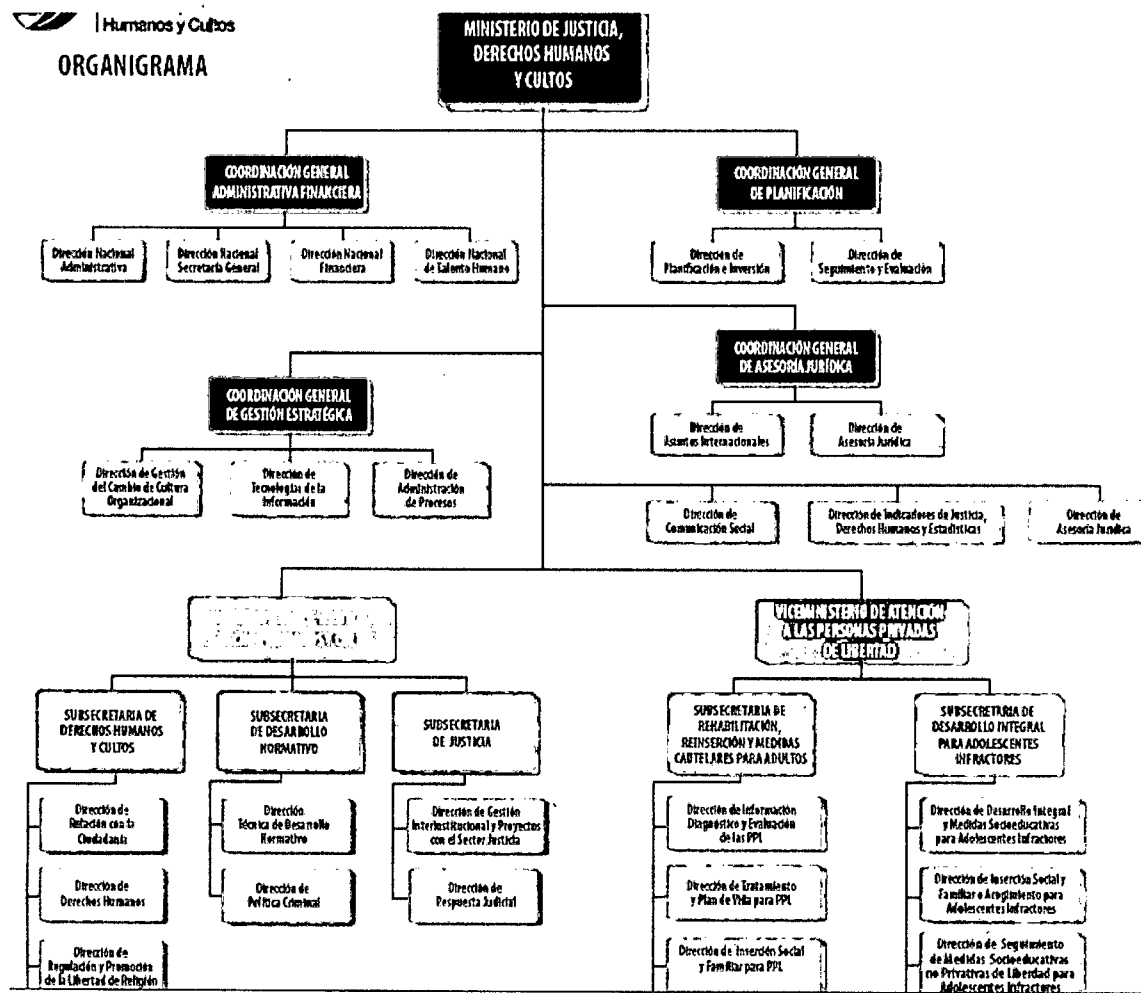 Humanos y Cultos
ORGANIGRAMA
MINISTERIO DE JUSTICIA,
DERECHOS HUMANOS
Y CULTOS
COORDINACIÓN GENERAL
ADMINISTRATIVA FINANCIERA
COORDINACIÓN GENERAL
DE PLANIFICACIÓN
Dirección Nacional
Administrativa
Dirección Nacional
Secretaría General
Dirección Nacional
Financiera
Dirección Nacional
de Talento Humano
Dirección de
Planificación e Inversión
Dirección de
Seguimiento y Evaluación
COORDINACIÓN GENERAL
DE ASESORÍA JURÍDICA
COORDINACIÓN GENERAL
DE GESTIÓN ESTRATÉGICA
Dirección de
Asuntos Internacionales
Dirección de
Asesoría Jurídica
Dirección de Gestión
del Cambio de Cultura
Organizacional
Dirección de
Tecnologías de la
Información
Dirección de
Administración
de Procesos
Dirección de
Comunicación Social
Dirección de Indicadores de Justicia,
Derechos Humanos y Estadísticas
Dirección de
Asesoría Jurídica
VICEMINISTERIO DE ATENCIÓN
A LAS PERSONAS PRIVADAS
DE LIBERTAD
SUBSECRETARIA DE
DERECHOS HUMANOS
Y CULTOS
SUBSECRETARIA
DE DESARROLLO
NORMATIVO
SUBSECRETARIA
DE JUSTICIA
SUBSECRETARIA DE
REHABILITACIÓN,
REINSERCIÓN Y MEDIDAS
CAUTELARES PARA ADULTOS
SUBSECRETARIA DE
DESARROLLO INTEGRAL
PARA ADOLESCENTES
INFRACTORES
Dirección de
Relación con la
Ciudadanía
Dirección
Técnica de Desarrollo
Normativo
Dirección de Gestión
Interinstitucional y Proyectos
con el Sector Justicia
Dirección de Información
Diagnóstico y Evaluación
de las PPL
Dirección de Desarrollo Integral
y Medidas Socioeducativas
para Adolescentes Infractores
Dirección de
Derechos Humanos
Dirección de
Política Criminal
Dirección de
Respuesta Judicial
Dirección de Tratamiento
y Plan de Vida para PPL
Dirección de Inserción Social y
Familiar o Acogimiento para
Adolescentes Infractores
Dirección de
Regulación y Promoción
de la Libertad de Religión
Dirección de Inserción Social
y Familiar para PPL
Dirección de Seguimiento
de Medidas Socioeducativas
no Privativas de Libertad para
Adolescentes Infractores